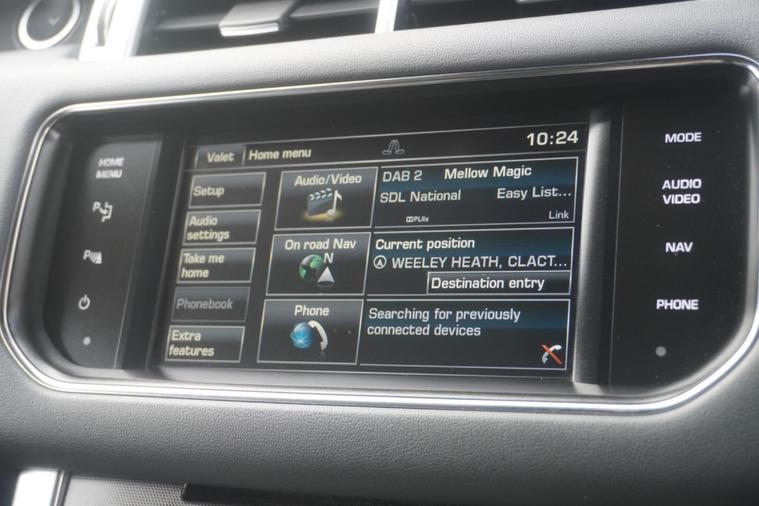 HOME
MENU
Valet
Home menu
10:24
Setup
Audio
settings
Take me
home
Phonebook
Extra
features
Audio/Video
On road Nav
N
Phone
DAB 2
Mellow Magic
SDL National
Easy List...
PLIIx
Link
Current position
WEELEY HEATH, CLACT...
Destination entry
Searching for previously
connected devices
MODE
AUDIO
VIDEO
NAV
PHONE